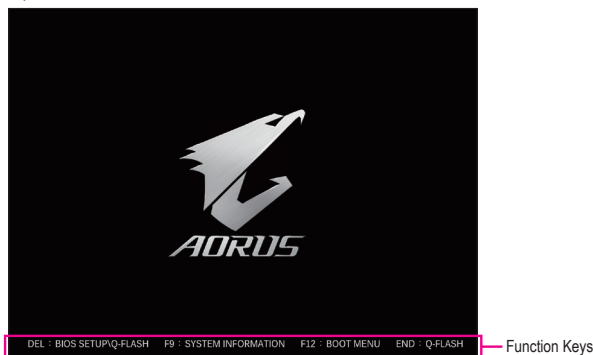 AORUS
DEL : BIOS SETUP\Q-FLASH F9 : SYSTEM INFORMATION F12 : BOOT MENU END : Q-FLASH
Function Keys